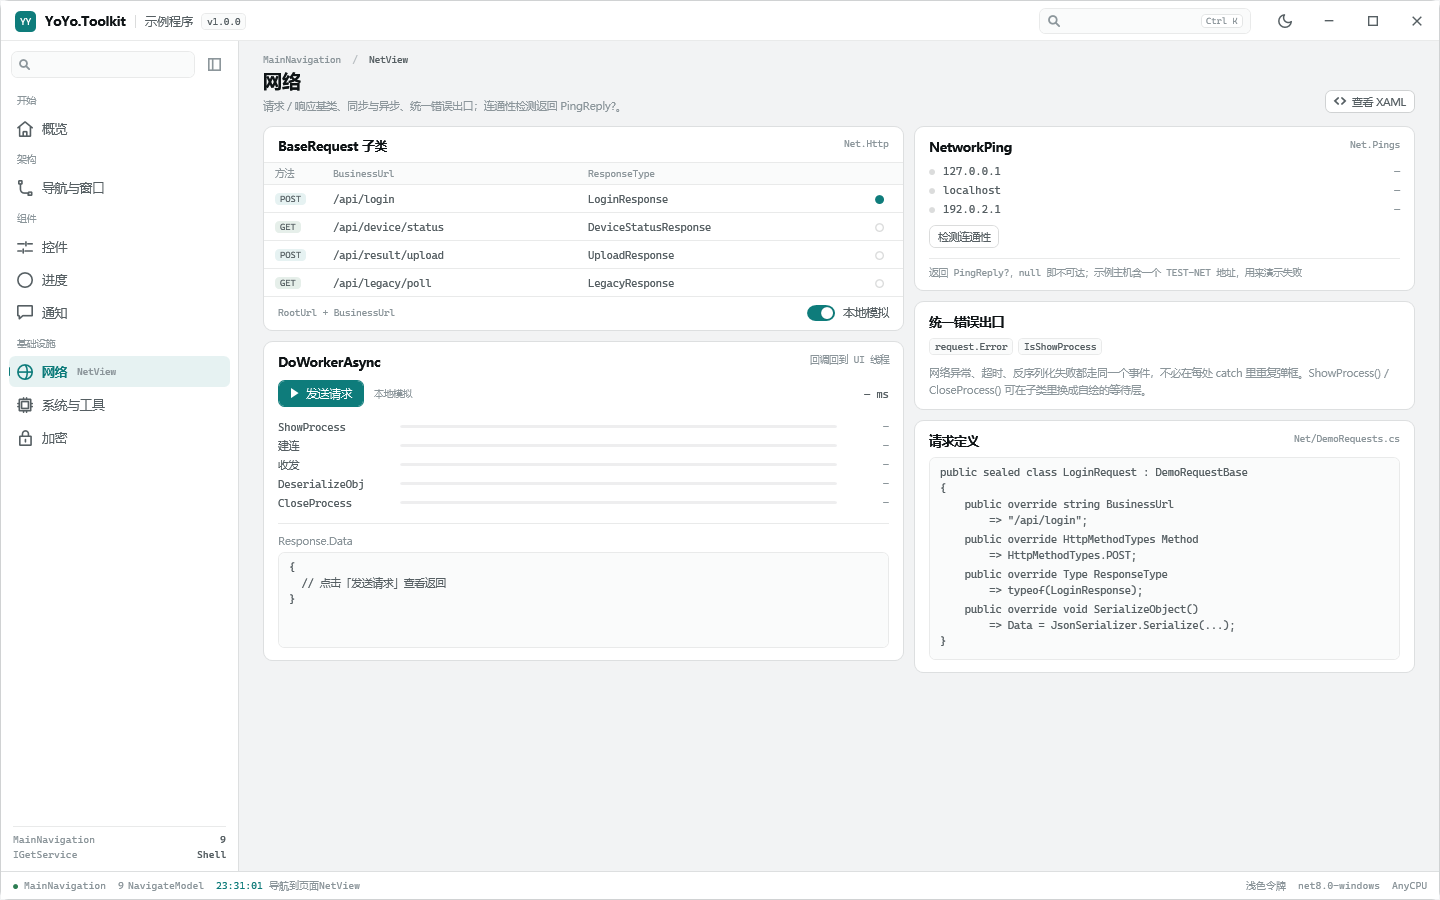 YY YoYo.Toolkit 示例程序 v1.0.0
Ctrl K
开始
概览
架构
导航与窗口
组件
控件
进度
通知
基础设施
网络 NetView
系统与工具
加密
MainNavigation 9
IGetService Shell
MainNavigation / NetView
网络
请求 / 响应基类、同步与异步、统一错误出口；连通性检测返回 PingReply?。
查看 XAML
BaseRequest 子类 Net.Http
方法 BusinessUrl ResponseType
POST /api/login LoginResponse
GET /api/device/status DeviceStatusResponse
POST /api/result/upload UploadResponse
GET /api/legacy/poll LegacyResponse
RootUrl + BusinessUrl 本地模拟
DoWorkerAsync 回调回到 UI 线程
发送请求 本地模拟 — ms
ShowProcess —
建连 —
收发 —
DeserializeObj —
CloseProcess —
Response.Data
{
// 点击「发送请求」查看返回
}
NetworkPing Net.Pings
127.0.0.1 —
localhost —
192.0.2.1 —
检测连通性
返回 PingReply?，null 即不可达；示例主机含一个 TEST-NET 地址，用来演示失败
统一错误出口
request.Error IsShowProcess
网络异常、超时、反序列化失败都走同一个事件，不必在每处 catch 里重复弹框。ShowProcess() /
CloseProcess() 可在子类里换成自绘的等待层。
请求定义 Net/DemoRequests.cs
public sealed class LoginRequest : DemoRequestBase
{
public override string BusinessUrl
=> "/api/login";
public override HttpMethodTypes Method
=> HttpMethodTypes.POST;
public override Type ResponseType
=> typeof(LoginResponse);
public override void SerializeObject()
=> Data = JsonSerializer.Serialize(...);
}
MainNavigation 9 NavigateModel 23:31:01 导航到页面NetView
浅色令牌 net8.0-windows AnyCPU